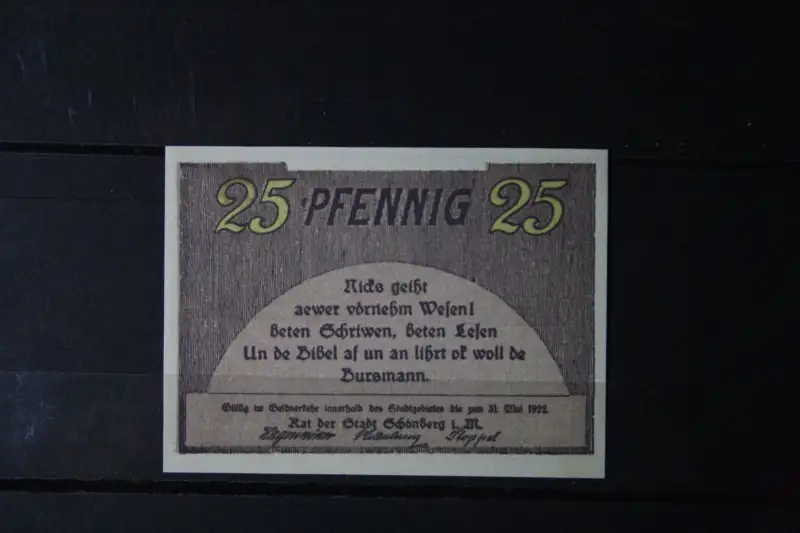 25 PFENNIG 25
Nicks geiht
aewer vörnehm Wesen!
beten Schriwen, beten Lesen
Un de Bibel af un an lihrt ok woll de
Bursmann.
Gültig im Geldverkehr innerhalb des Stadtgebietes bis zum 31. Mai 1922
Rat der Stadt Schönberg i. M.